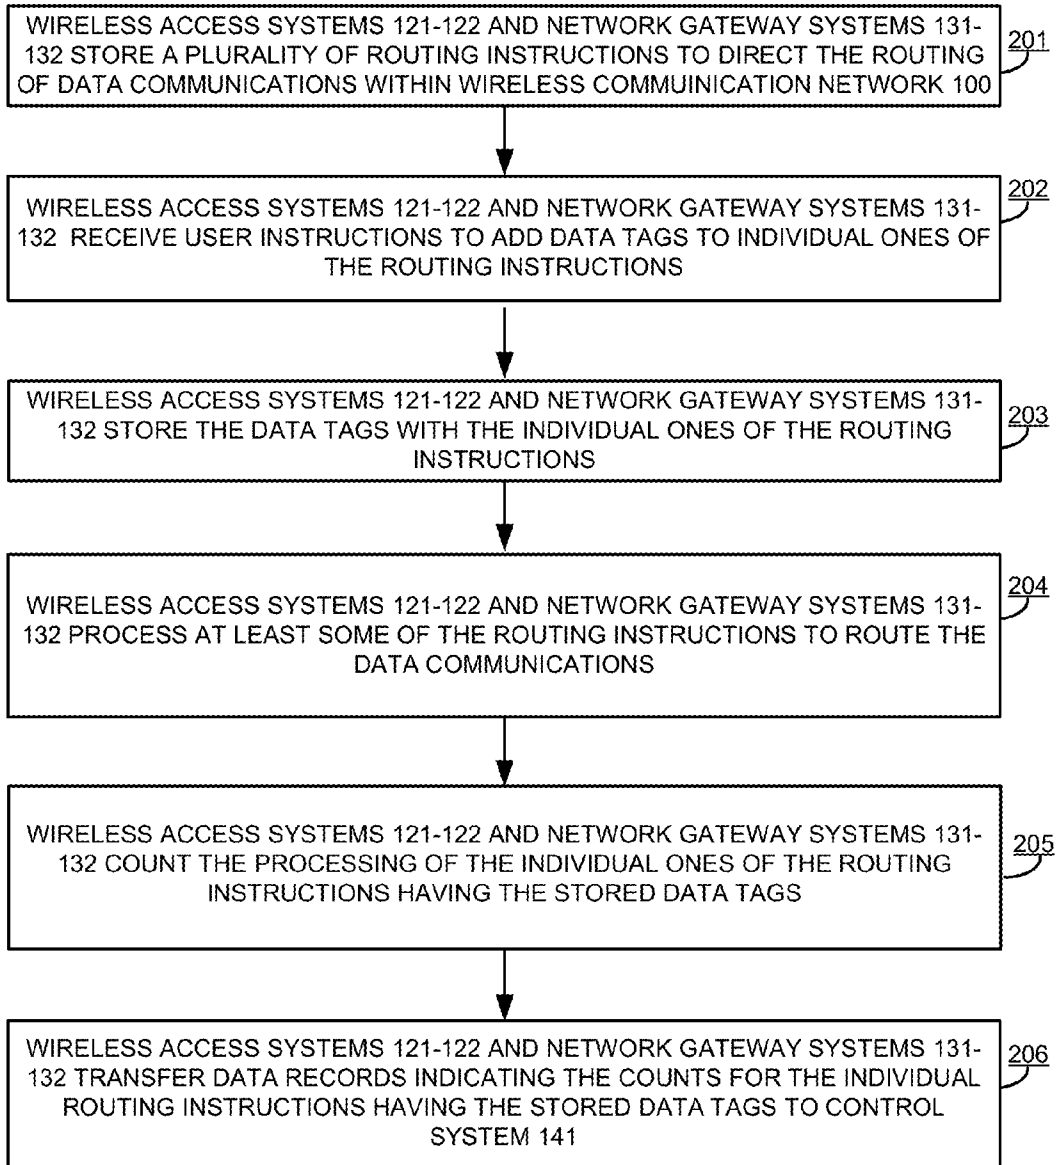 WIRELESS ACCESS SYSTEMS 121-122 AND NETWORK GATEWAY SYSTEMS 131-
132 STORE A PLURALITY OF ROUTING INSTRUCTIONS TO DIRECT THE ROUTING
OF DATA COMMUNICATIONS WITHIN WIRELESS COMMUINICATION NETWORK 100
201
WIRELESS ACCESS SYSTEMS 121-122 AND NETWORK GATEWAY SYSTEMS 131-
132 RECEIVE USER INSTRUCTIONS TO ADD DATA TAGS TO INDIVIDUAL ONES OF
THE ROUTING INSTRUCTIONS
202
WIRELESS ACCESS SYSTEMS 121-122 AND NETWORK GATEWAY SYSTEMS 131-
132 STORE THE DATA TAGS WITH THE INDIVIDUAL ONES OF THE ROUTING
INSTRUCTIONS
203
WIRELESS ACCESS SYSTEMS 121-122 AND NETWORK GATEWAY SYSTEMS 131-
132 PROCESS AT LEAST SOME OF THE ROUTING INSTRUCTIONS TO ROUTE THE
DATA COMMUNICATIONS
204
WIRELESS ACCESS SYSTEMS 121-122 AND NETWORK GATEWAY SYSTEMS 131-
132 COUNT THE PROCESSING OF THE INDIVIDUAL ONES OF THE ROUTING
INSTRUCTIONS HAVING THE STORED DATA TAGS
205
WIRELESS ACCESS SYSTEMS 121-122 AND NETWORK GATEWAY SYSTEMS 131-
132 TRANSFER DATA RECORDS INDICATING THE COUNTS FOR THE INDIVIDUAL
ROUTING INSTRUCTIONS HAVING THE STORED DATA TAGS TO CONTROL
SYSTEM 141
206